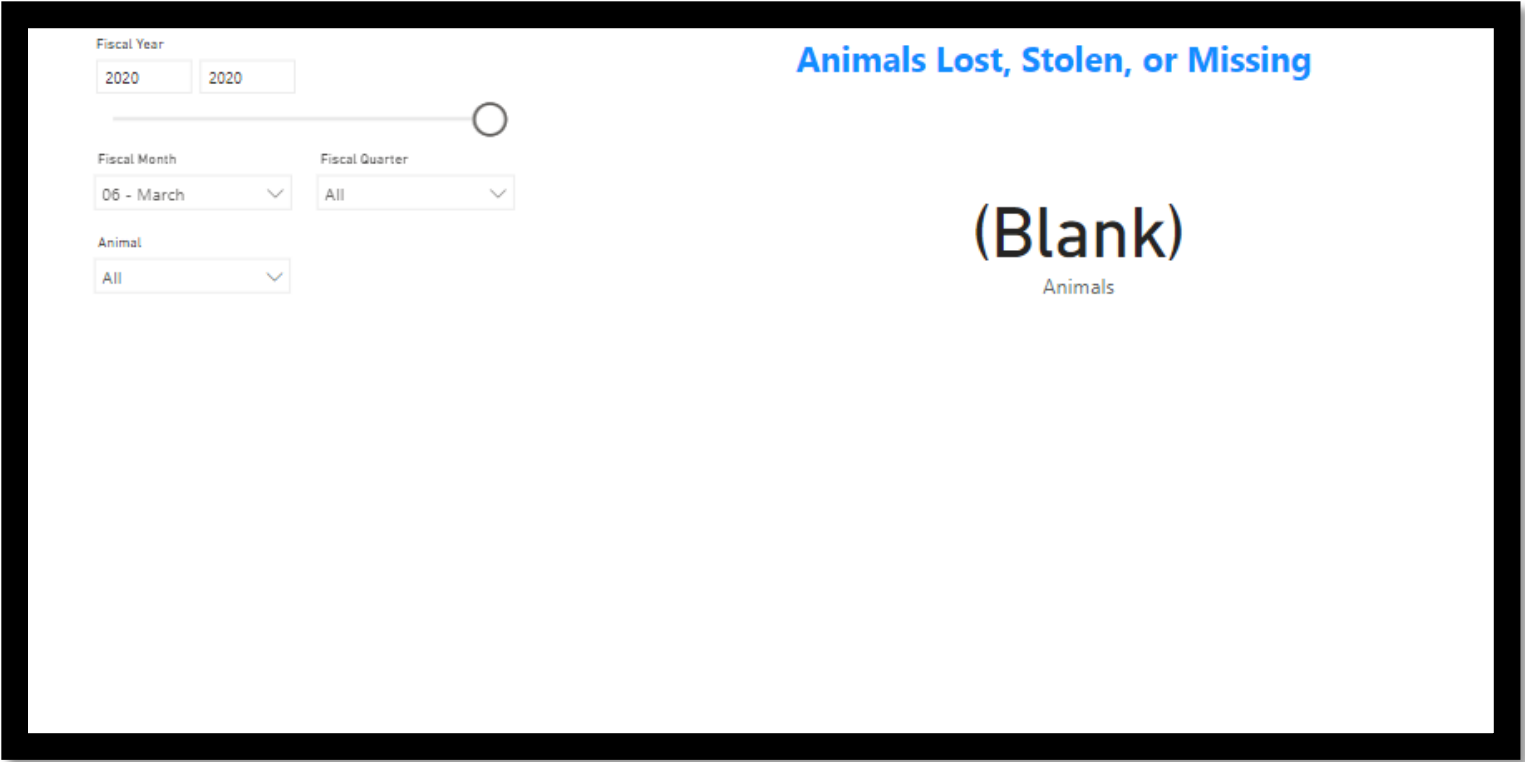 Fiscal Year
2020 2020
Fiscal Month Fiscal Quarter
06 - March All
Animal
All
Animals Lost, Stolen, or Missing
(Blank)
Animals